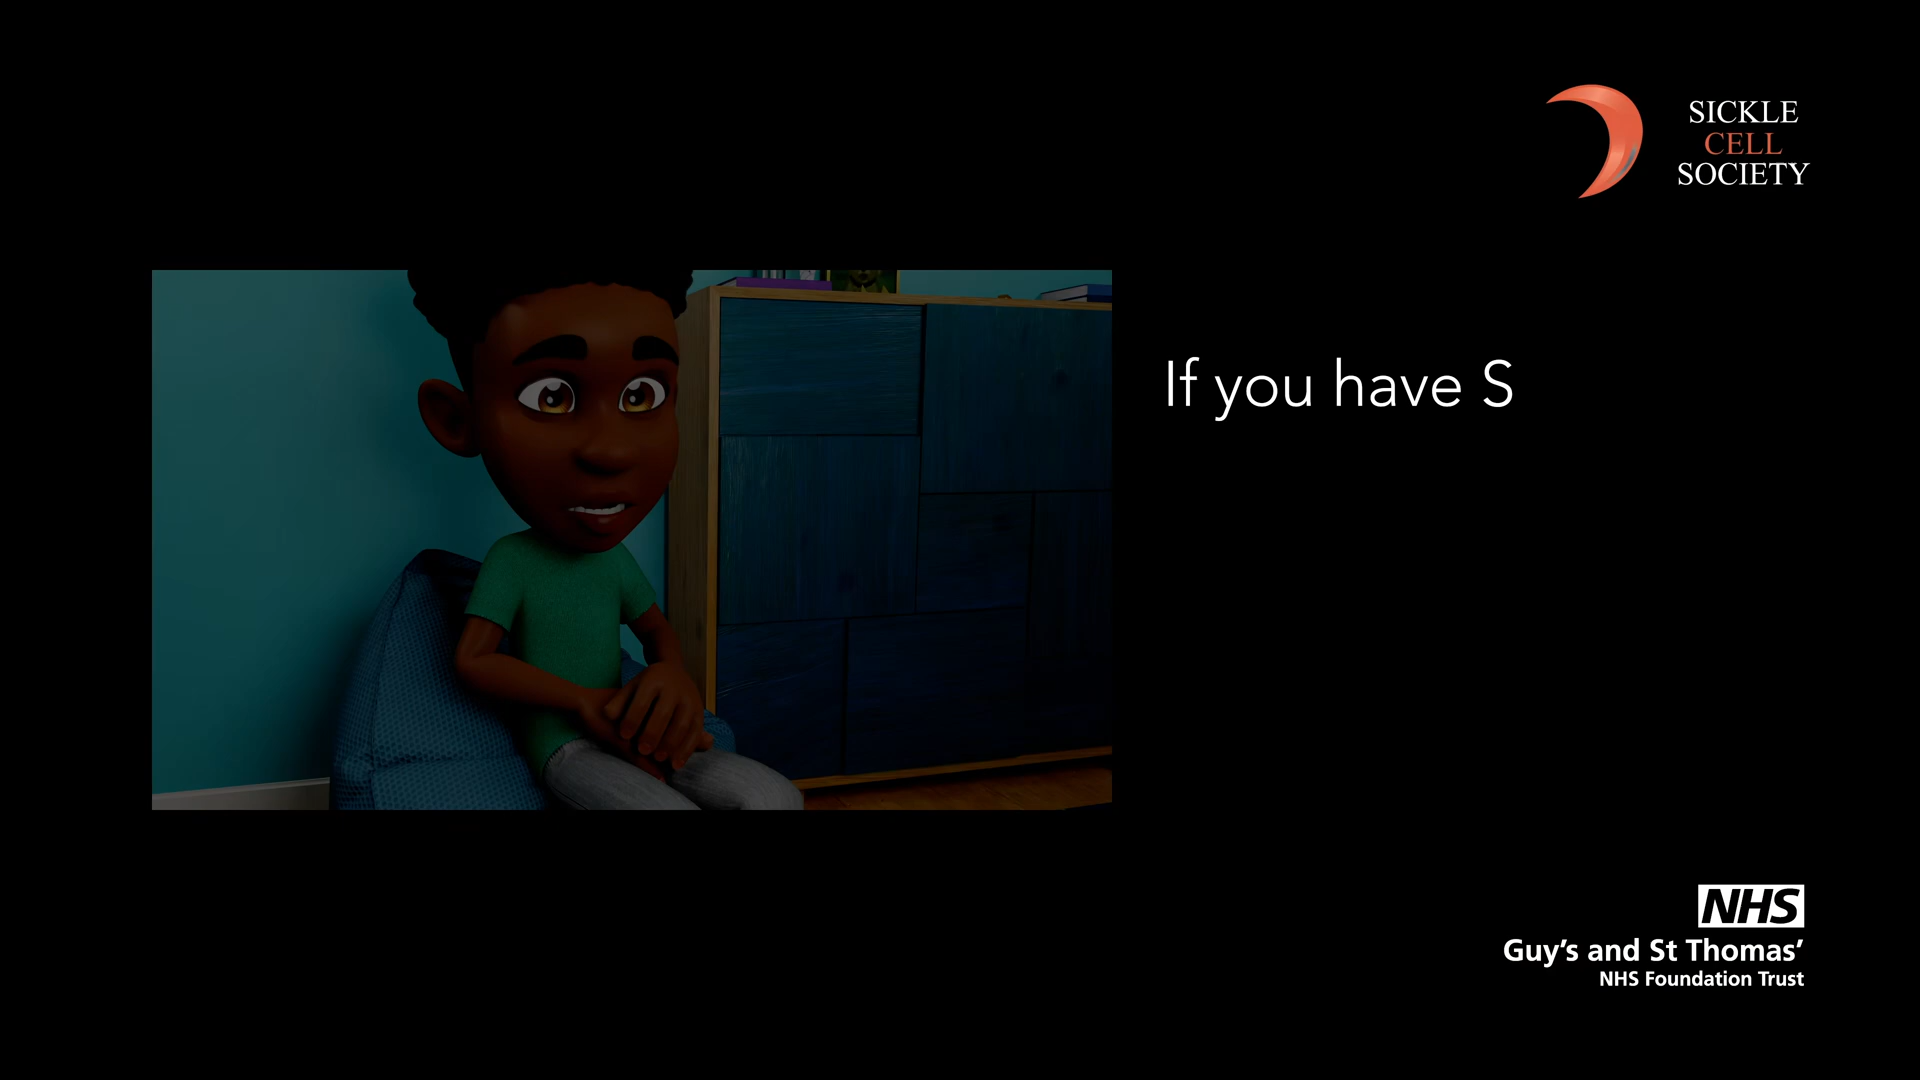 SICKLE
CELL
SOCIETY
If you have S
NHS
Guy's and St Thomas'
NHS Foundation Trust